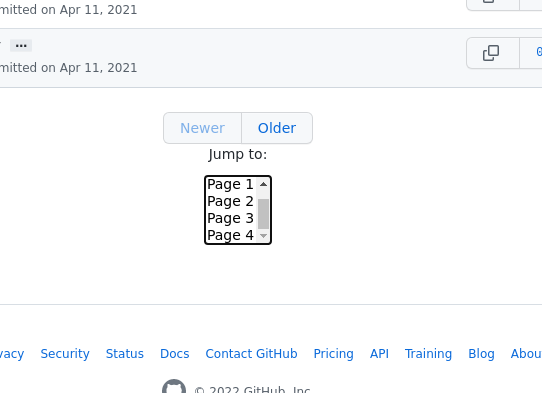 mitted on Apr 11, 2021
...
mitted on Apr 11, 2021
0
Newer Older
Jump to:
Page 1
Page 2
Page 3
Page 4
vacy Security Status Docs Contact GitHub Pricing API Training Blog Abou
© 2022 GitHub, Inc.